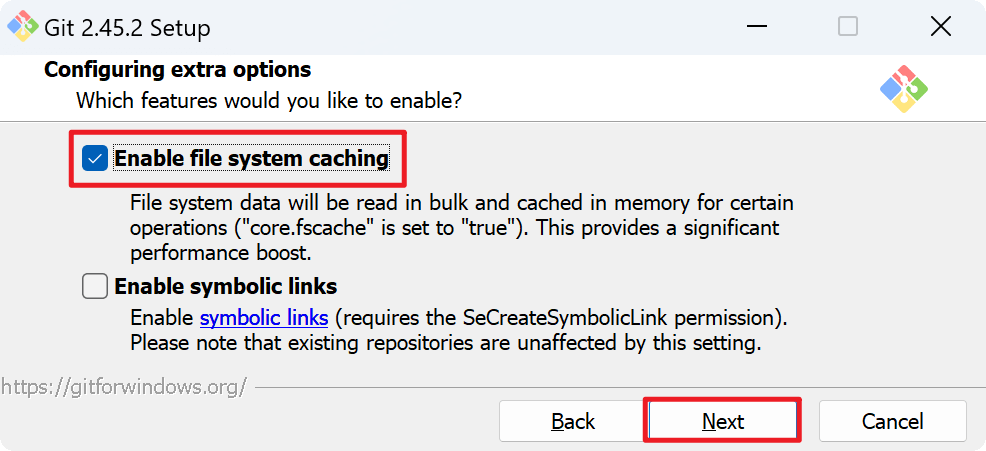 Git 2.45.2 Setup
Configuring extra options
Which features would you like to enable?
Enable file system caching
File system data will be read in bulk and cached in memory for certain
operations ("core.fscache" is set to "true"). This provides a significant
performance boost.
Enable symbolic links
Enable symbolic links (requires the SeCreateSymbolicLink permission).
Please note that existing repositories are unaffected by this setting.
https://gitforwindows.org/
Back Next Cancel